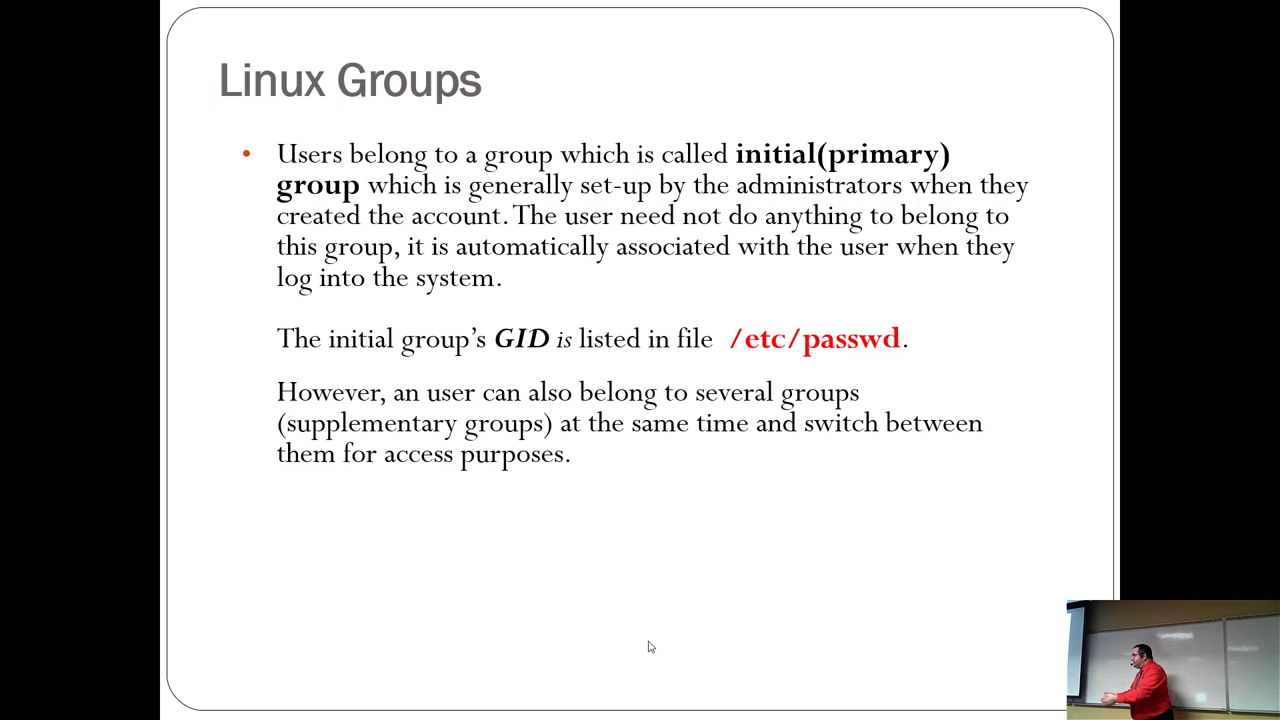 Linux Groups
• Users belong to a group which is called initial(primary)
group which is generally set-up by the administrators when they
created the account. The user need not do anything to belong to
this group, it is automatically associated with the user when they
log into the system.
The initial group's GID is listed in file /etc/passwd.
However, an user can also belong to several groups
(supplementary groups) at the same time and switch between
them for access purposes.